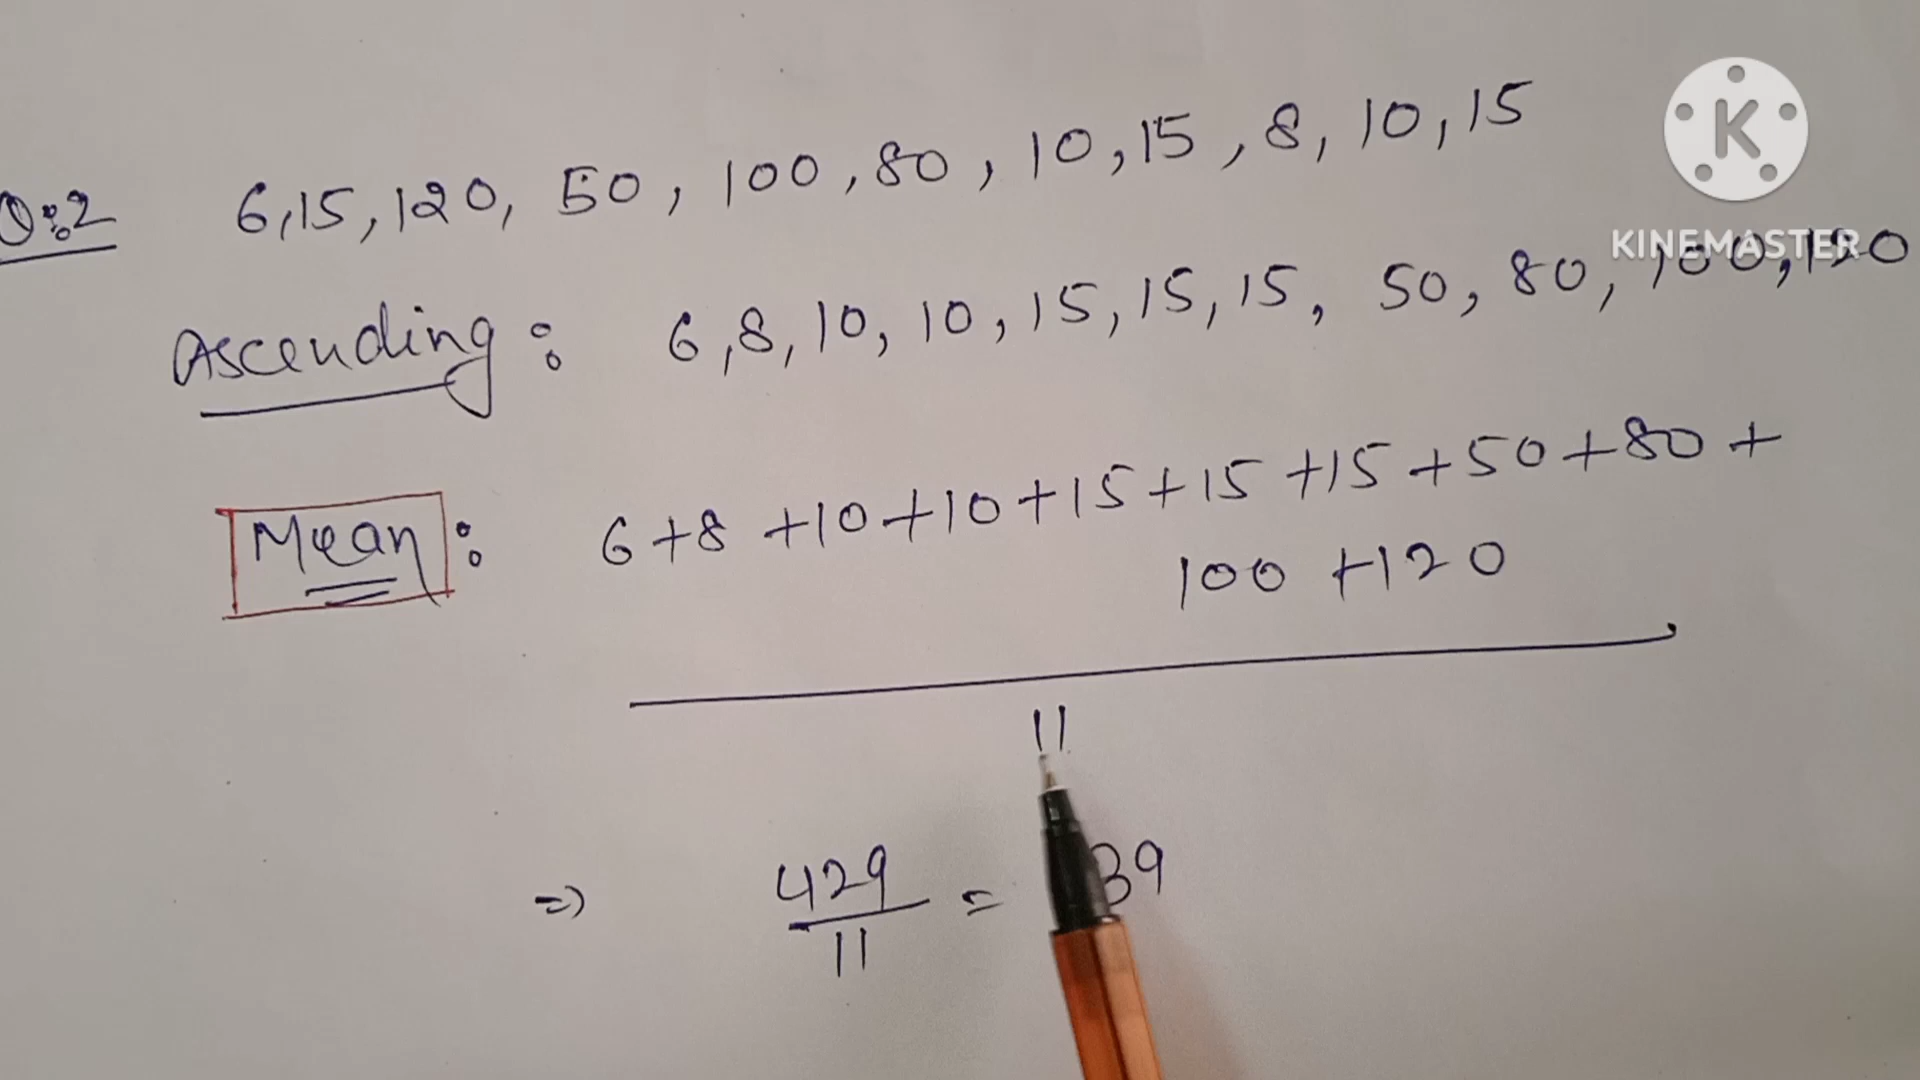 Q:2 6,15,120, 50, 100,80, 10,15,8,10,15
KINEMASTER
Ascending: 6,8,10,10,15,15,15, 50,80,100,120
Mean: 6+8+10+10+15+15+15+50+80+
100+120
11
=> 429
11
= 39